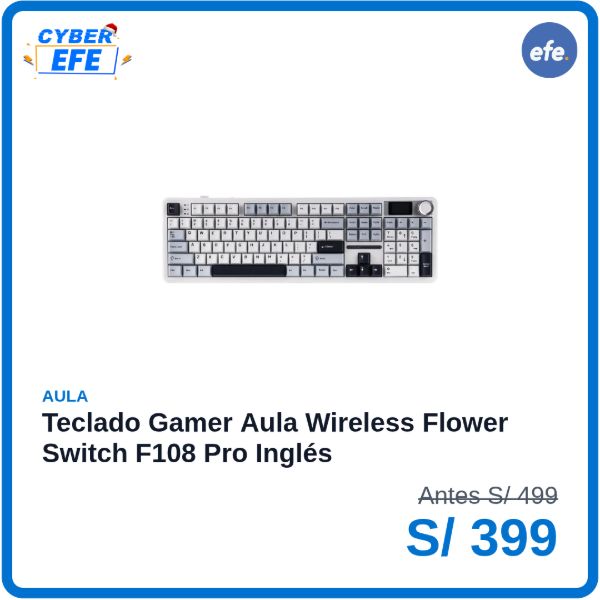 CYBER
EFE
efe.
AULA
Teclado Gamer Aula Wireless Flower
Switch F108 Pro Inglés
Antes S/ 499
S/ 399